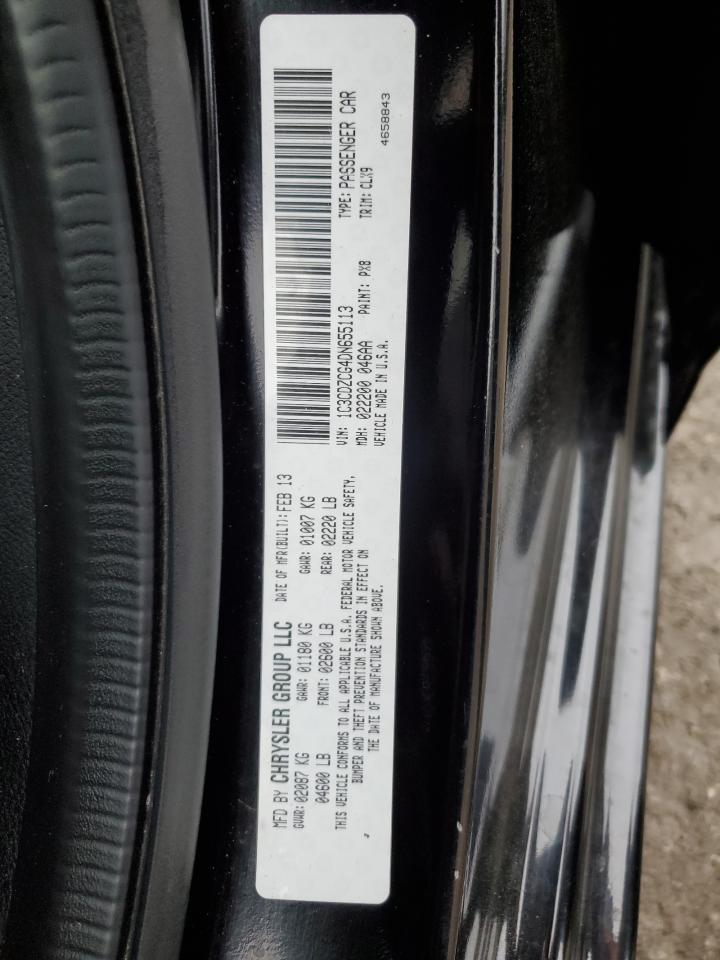 MFD BY CHRYSLER GROUP LLC DATE OF MFR(BUILT): FEB 13
GVWR: 02087 KG GAWR: 01180 KG GAWR: 01007 KG
04600 LB FRONT: 02600 LB REAR: 02220 LB
THIS VEHICLE CONFORMS TO ALL APPLICABLE U.S.A. FEDERAL MOTOR VEHICLE SAFETY,
BUMPER AND THEFT PREVENTION STANDARDS IN EFFECT ON
THE DATE OF MANUFACTURE SHOWN ABOVE.
VIN: 1C3CDZCG4DN655113 TYPE: PASSENGER CAR
MDH: 022200 046AA PAINT: PX8 TRIM: CLX9
VEHICLE MADE IN U.S.A.
4658843